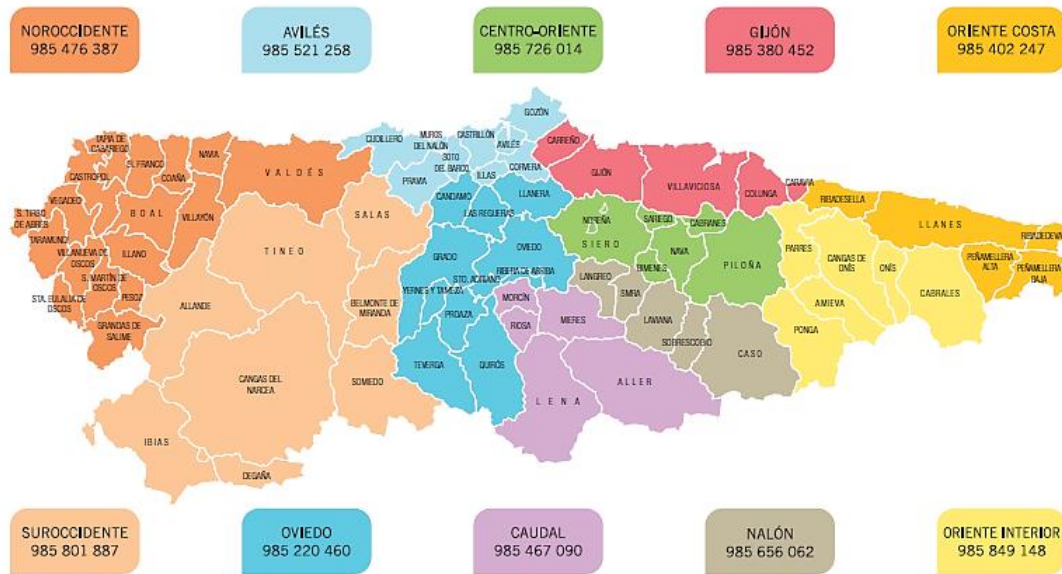 NOROCCIDENTE
985 476 387
AVILÉS
985 521 258
CENTRO-ORIENTE
985 726 014
GIJÓN
985 380 452
ORIENTE COSTA
985 402 247
TAPIA DE
CASARIEGO
EL FRANCO
NAVIA
CASTROPOL
COAÑA
VEGADEO
BOAL
VILLAYÓN
S. TIRSO
DE ABRES
TARAMUNDI
VILLANUEVA DE
OSCOS
ILLANO
S. MARTÍN DE
OSCOS
PESOZ
STA. EULALIA DE
OSCOS
GRANDAS DE
SALIME
VALDÉS
SALAS
TINEO
ALLANDE
BELMONTE DE
MIRANDA
CANGAS DEL
NARCEA
SOMIEDO
IBIAS
DEGAÑA
CUDILLERO
MUROS
DEL NALÓN
CASTRILLÓN
GOZÓN
AVILÉS
SOTO
DEL BARCO
ILLAS
CORVERA
PRAVIA
CANDAMO
LLANERA
LAS REGUERAS
GRADO
OVIEDO
STO. ADRIANO
RIBERA DE ARRIBA
YERNES Y TAMEZA
PROAZA
TEVERGA
QUIRÓS
CARREÑO
GIJÓN
VILLAVICIOSA
COLUNGA
CARAVIA
NOREÑA
SARIEGO
CABRANES
SIERO
NAVA
BIMENES
PILOÑA
LANGREO
SMRA
LAVIANA
SOBRESCOBIO
CASO
MORCÍN
RIOSA
MIERES
LENA
ALLER
RIBADESELLA
LLANES
RIBADEDEVA
PEÑAMELLERA
ALTA
PEÑAMELLERA
BAJA
PARRES
CANGAS DE
ONÍS
ONÍS
CABRALES
AMIEVA
PONGA
SUROCCIDENTE
985 801 887
OVIEDO
985 220 460
CAUDAL
985 467 090
NALÓN
985 656 062
ORIENTE INTERIOR
985 849 148